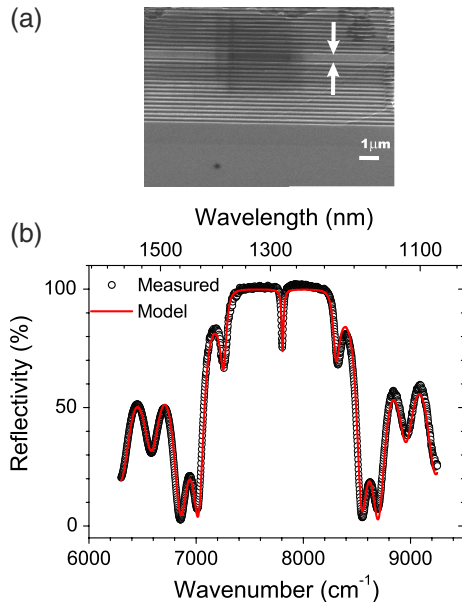 (a)
1μm
(b)
Wavelength (nm)
1500 1300 1100
Measured
Model
Reflectivity (%)
100
50
0
6000 7000 8000 9000
Wavenumber (cm⁻¹)